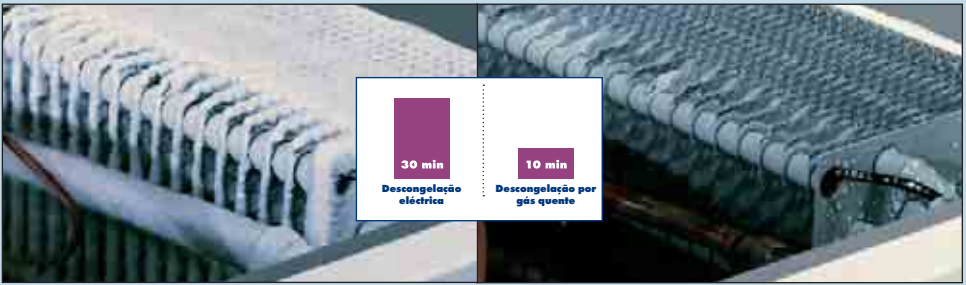 30 min
Descongelação
eléctrica
10 min
Descongelação por
gás quente